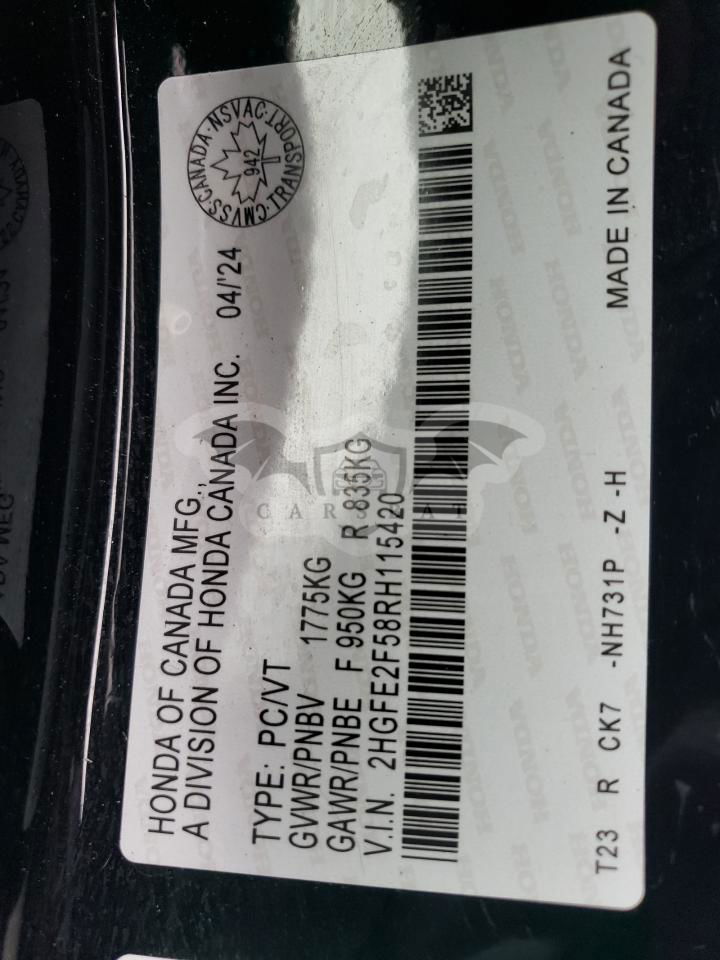 HONDA OF CANADA MFG.,
A DIVISION OF HONDA CANADA INC. 04/'24
CMVSS·CANADA·NSVAC·TRANSPORT·
942
TYPE: PC/VT
GVWR/PNBV 1775KG
GAWR/PNBE F 950KG R 835KG
V.I.N. 2HGFE2F58RH115420
T23 R CK7 -NH731P -Z -H
MADE IN CANADA